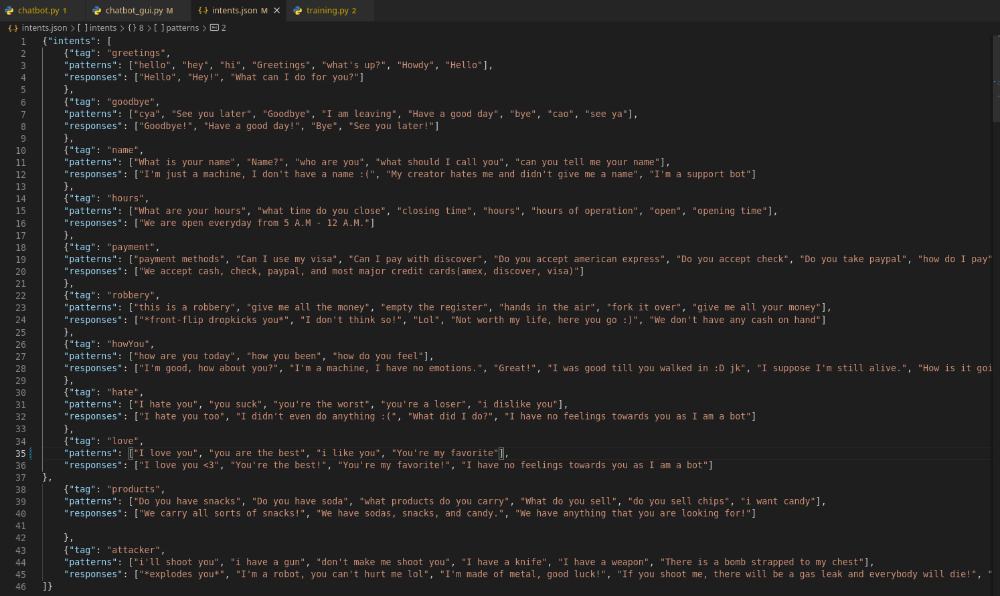 chatbot.py 1 chatbot_gui.py M intents.json M training.py 2
intents.json > [ ] intents > {} 8 > [ ] patterns > 2
1 {"intents": [
2 {"tag": "greetings",
3 "patterns": ["hello", "hey", "hi", "Greetings", "what's up?", "Howdy", "Hello"],
4 "responses": ["Hello", "Hey!", "What can I do for you?"]
5 },
6 {"tag": "goodbye",
7 "patterns": ["cya", "See you later", "Goodbye", "I am leaving", "Have a good day", "bye", "cao", "see ya"],
8 "responses": ["Goodbye!", "Have a good day!", "Bye", "See you later!"]
9 },
10 {"tag": "name",
11 "patterns": ["What is your name", "Name?", "who are you", "what should I call you", "can you tell me your name"],
12 "responses": ["I'm just a machine, I don't have a name :(", "My creator hates me and didn't give me a name", "I'm a support bot"]
13 },
14 {"tag": "hours",
15 "patterns": ["What are your hours", "what time do you close", "closing time", "hours", "hours of operation", "open", "opening time"],
16 "responses": ["We are open everyday from 5 A.M - 12 A.M."]
17 },
18 {"tag": "payment",
19 "patterns": ["payment methods", "Can I use my visa", "Can I pay with discover", "Do you accept american express", "Do you accept check", "Do you take paypal", "how do I pay"
20 "responses": ["We accept cash, check, paypal, and most major credit cards(amex, discover, visa)"]
21 },
22 {"tag": "robbery",
23 "patterns": ["this is a robbery", "give me all the money", "empty the register", "hands in the air", "fork it over", "give me all your money"],
24 "responses": ["*front-flip dropkicks you*", "I don't think so!", "Lol", "Not worth my life, here you go :)", "We don't have any cash on hand"]
25 },
26 {"tag": "howYou",
27 "patterns": ["how are you today", "how you been", "how do you feel"],
28 "responses": ["I'm good, how about you?", "I'm a machine, I have no emotions.", "Great!", "I was good till you walked in :D jk", "I suppose I'm still alive.", "How is it goi
29 },
30 {"tag": "hate",
31 "patterns": ["I hate you", "you suck", "you're the worst", "you're a loser", "i dislike you"],
32 "responses": ["I hate you too", "I didn't even do anything :(", "What did I do?", "I have no feelings towards you as I am a bot"]
33 },
34 {"tag": "love",
35 "patterns": ["I love you", "you are the best", "i like you", "You're my favorite"],
36 "responses": ["I love you <3", "You're the best!", "You're my favorite!", "I have no feelings towards you as I am a bot"]
37 },
38 {"tag": "products",
39 "patterns": ["Do you have snacks", "Do you have soda", "what products do you carry", "What do you sell", "do you sell chips", "i want candy"],
40 "responses": ["We carry all sorts of snacks!", "We have sodas, snacks, and candy.", "We have anything that you are looking for!"]
41
42 },
43 {"tag": "attacker",
44 "patterns": ["i'll shoot you", "i have a gun", "don't make me shoot you", "I have a knife", "I have a weapon", "There is a bomb strapped to my chest"],
45 "responses": ["*explodes you*", "I'm a robot, you can't hurt me lol", "I'm made of metal, good luck!", "If you shoot me, there will be a gas leak and everybody will die!", "
46 ]}